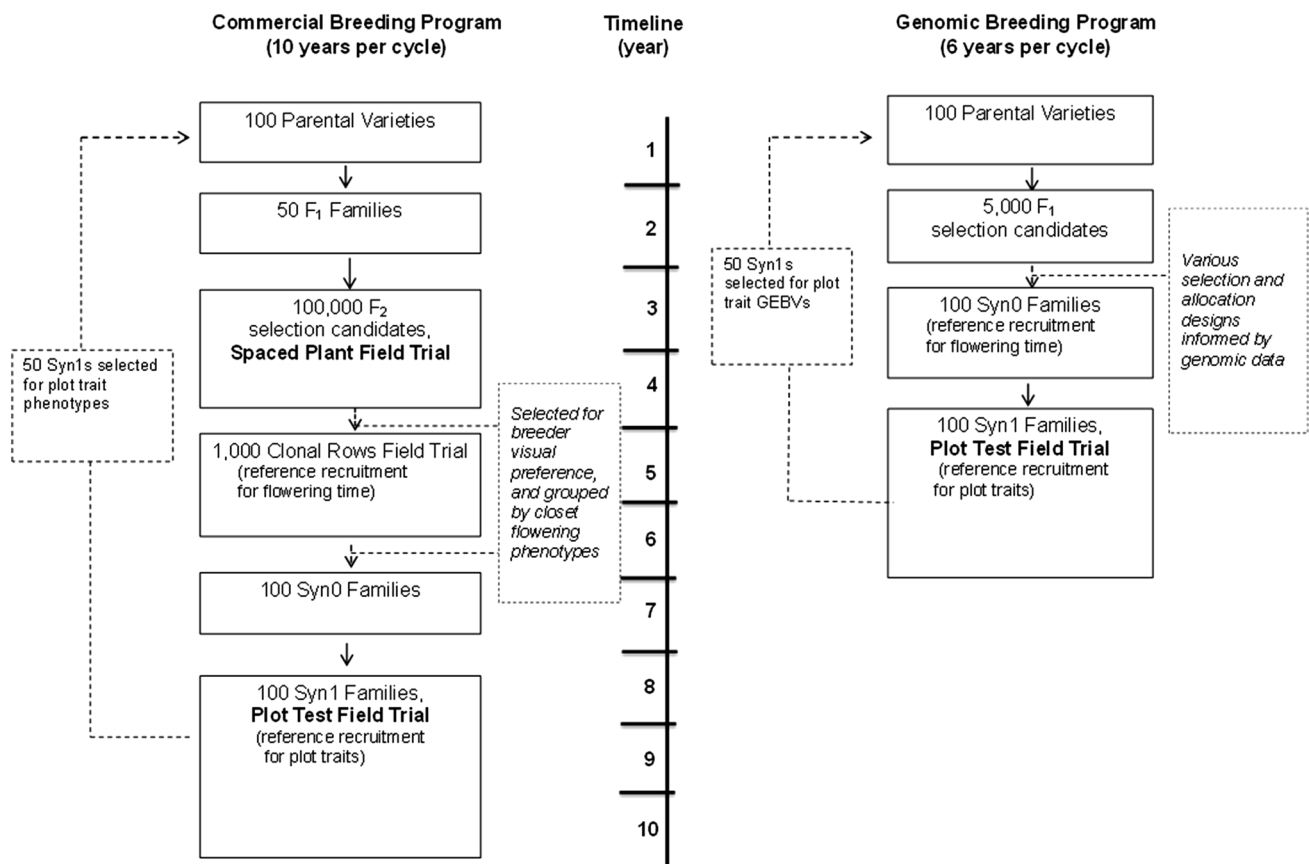 Commercial Breeding Program
(10 years per cycle)
100 Parental Varieties
50 F₁ Families
100,000 F₂
selection candidates,
Spaced Plant Field Trial
50 Syn1s selected
for plot trait
phenotypes
1,000 Clonal Rows Field Trial
(reference recruitment
for flowering time)
Selected for
breeder
visual
preference,
and grouped
by closet
flowering
phenotypes
100 Syn0 Families
100 Syn1 Families,
Plot Test Field Trial
(reference recruitment
for plot traits)
Timeline
(year)
1
2
3
4
5
6
7
8
9
10
Genomic Breeding Program
(6 years per cycle)
100 Parental Varieties
5,000 F₁
selection candidates
50 Syn1s
selected for plot
trait GEBVs
Various
selection and
allocation
designs
informed by
genomic data
100 Syn0 Families
(reference recruitment
for flowering time)
100 Syn1 Families,
Plot Test Field Trial
(reference recruitment
for plot traits)